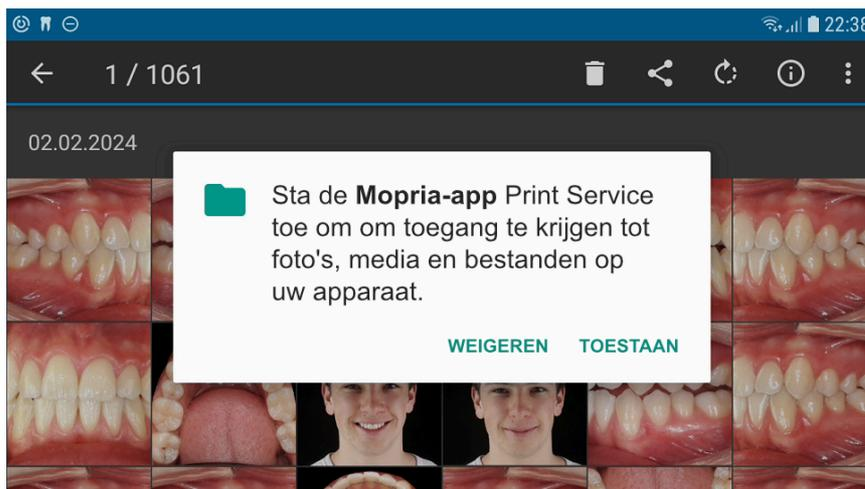 22:38
1 / 1061
02.02.2024
Sta de Mopria-app Print Service
toe om om toegang te krijgen tot
foto's, media en bestanden op
uw apparaat.
WEIGEREN TOESTAAN